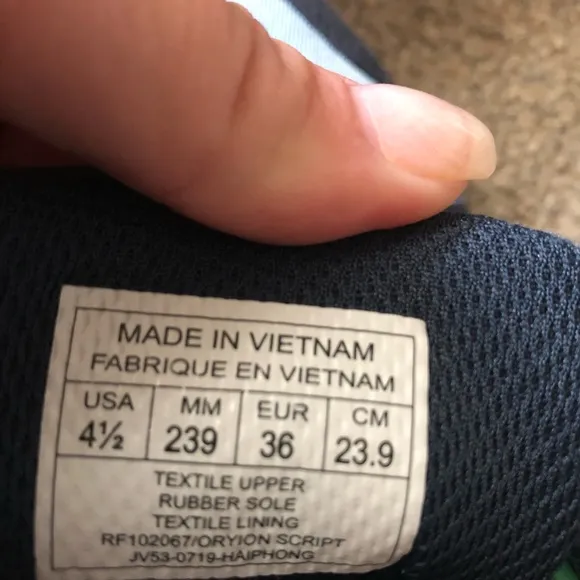 MADE IN VIETNAM
FABRIQUE EN VIETNAM
USA MM EUR CM
4½ 239 36 23.9
TEXTILE UPPER
RUBBER SOLE
TEXTILE LINING
RF102067/ORYION SCRIPT
JV53-0719-HAIPHONG